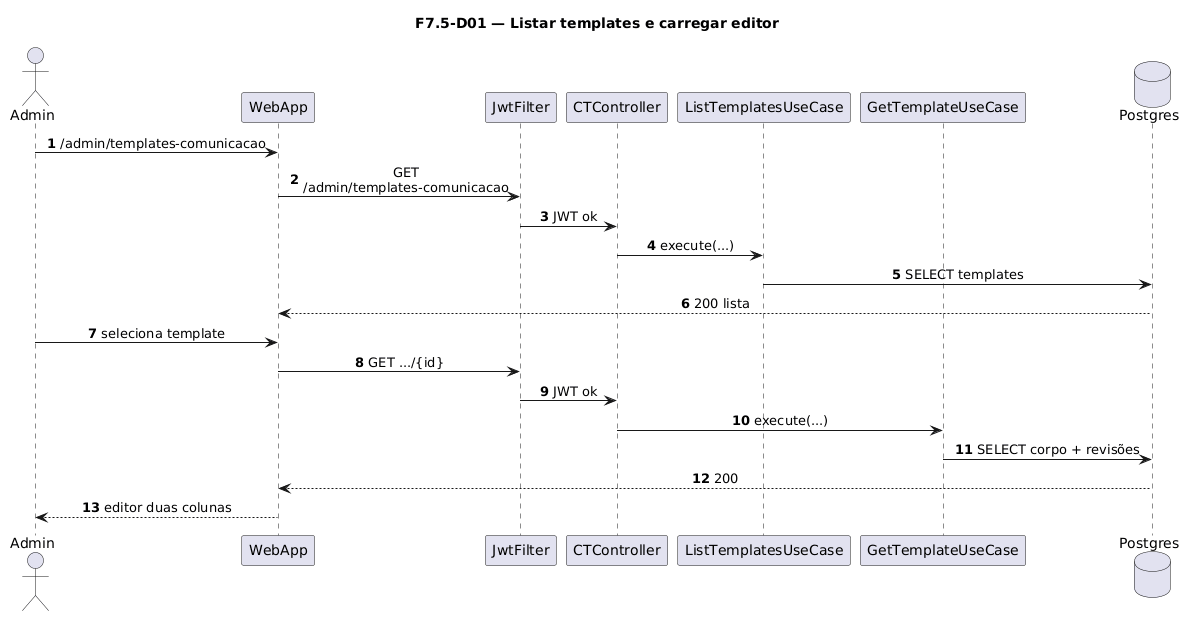 F7.5-D01 — Listar templates e carregar editor
Admin
WebApp
JwtFilter
CTController
ListTemplatesUseCase
GetTemplateUseCase
Postgres
1 /admin/templates-comunicacao
2 GET
/admin/templates-comunicacao
3 JWT ok
4 execute(...)
5 SELECT templates
6 200 lista
7 seleciona template
8 GET .../{id}
9 JWT ok
10 execute(...)
11 SELECT corpo + revisões
12 200
13 editor duas colunas
Admin
WebApp
JwtFilter
CTController
ListTemplatesUseCase
GetTemplateUseCase
Postgres